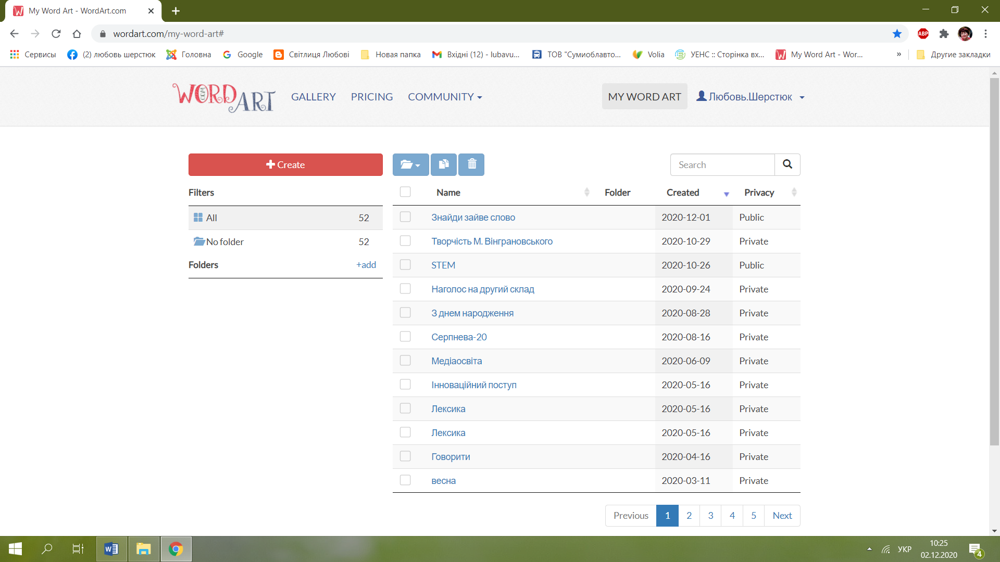 My Word Art - WordArt.com
wordart.com/my-word-art#
ABP
Сервисы (2) любовь шерстюк Головна Google Світлиця Любові Новая папка Вхідні (12) - lubavu... ТОВ "Сумиоблавто... Volia УЕНС :: Сторінка вх... My Word Art - Wor... » Другие закладки
WORD ART .COM GALLERY PRICING COMMUNITY MY WORD ART Любовь.Шерстюк
Create Search
Filters Name Folder Created Privacy
All 52 Знайди зайве слово 2020-12-01 Public
No folder 52 Творчість М. Вінграновського 2020-10-29 Private
Folders +add STEM 2020-10-26 Public
Наголос на другий склад 2020-09-24 Private
З днем народження 2020-08-28 Private
Серпнева-20 2020-08-16 Private
Медіаосвіта 2020-06-09 Private
Інноваційний поступ 2020-05-16 Private
Лексика 2020-05-16 Private
Лексика 2020-05-16 Private
Говорити 2020-04-16 Private
весна 2020-03-11 Private
Previous 1 2 3 4 5 Next
УКР 10:25
02.12.2020 4